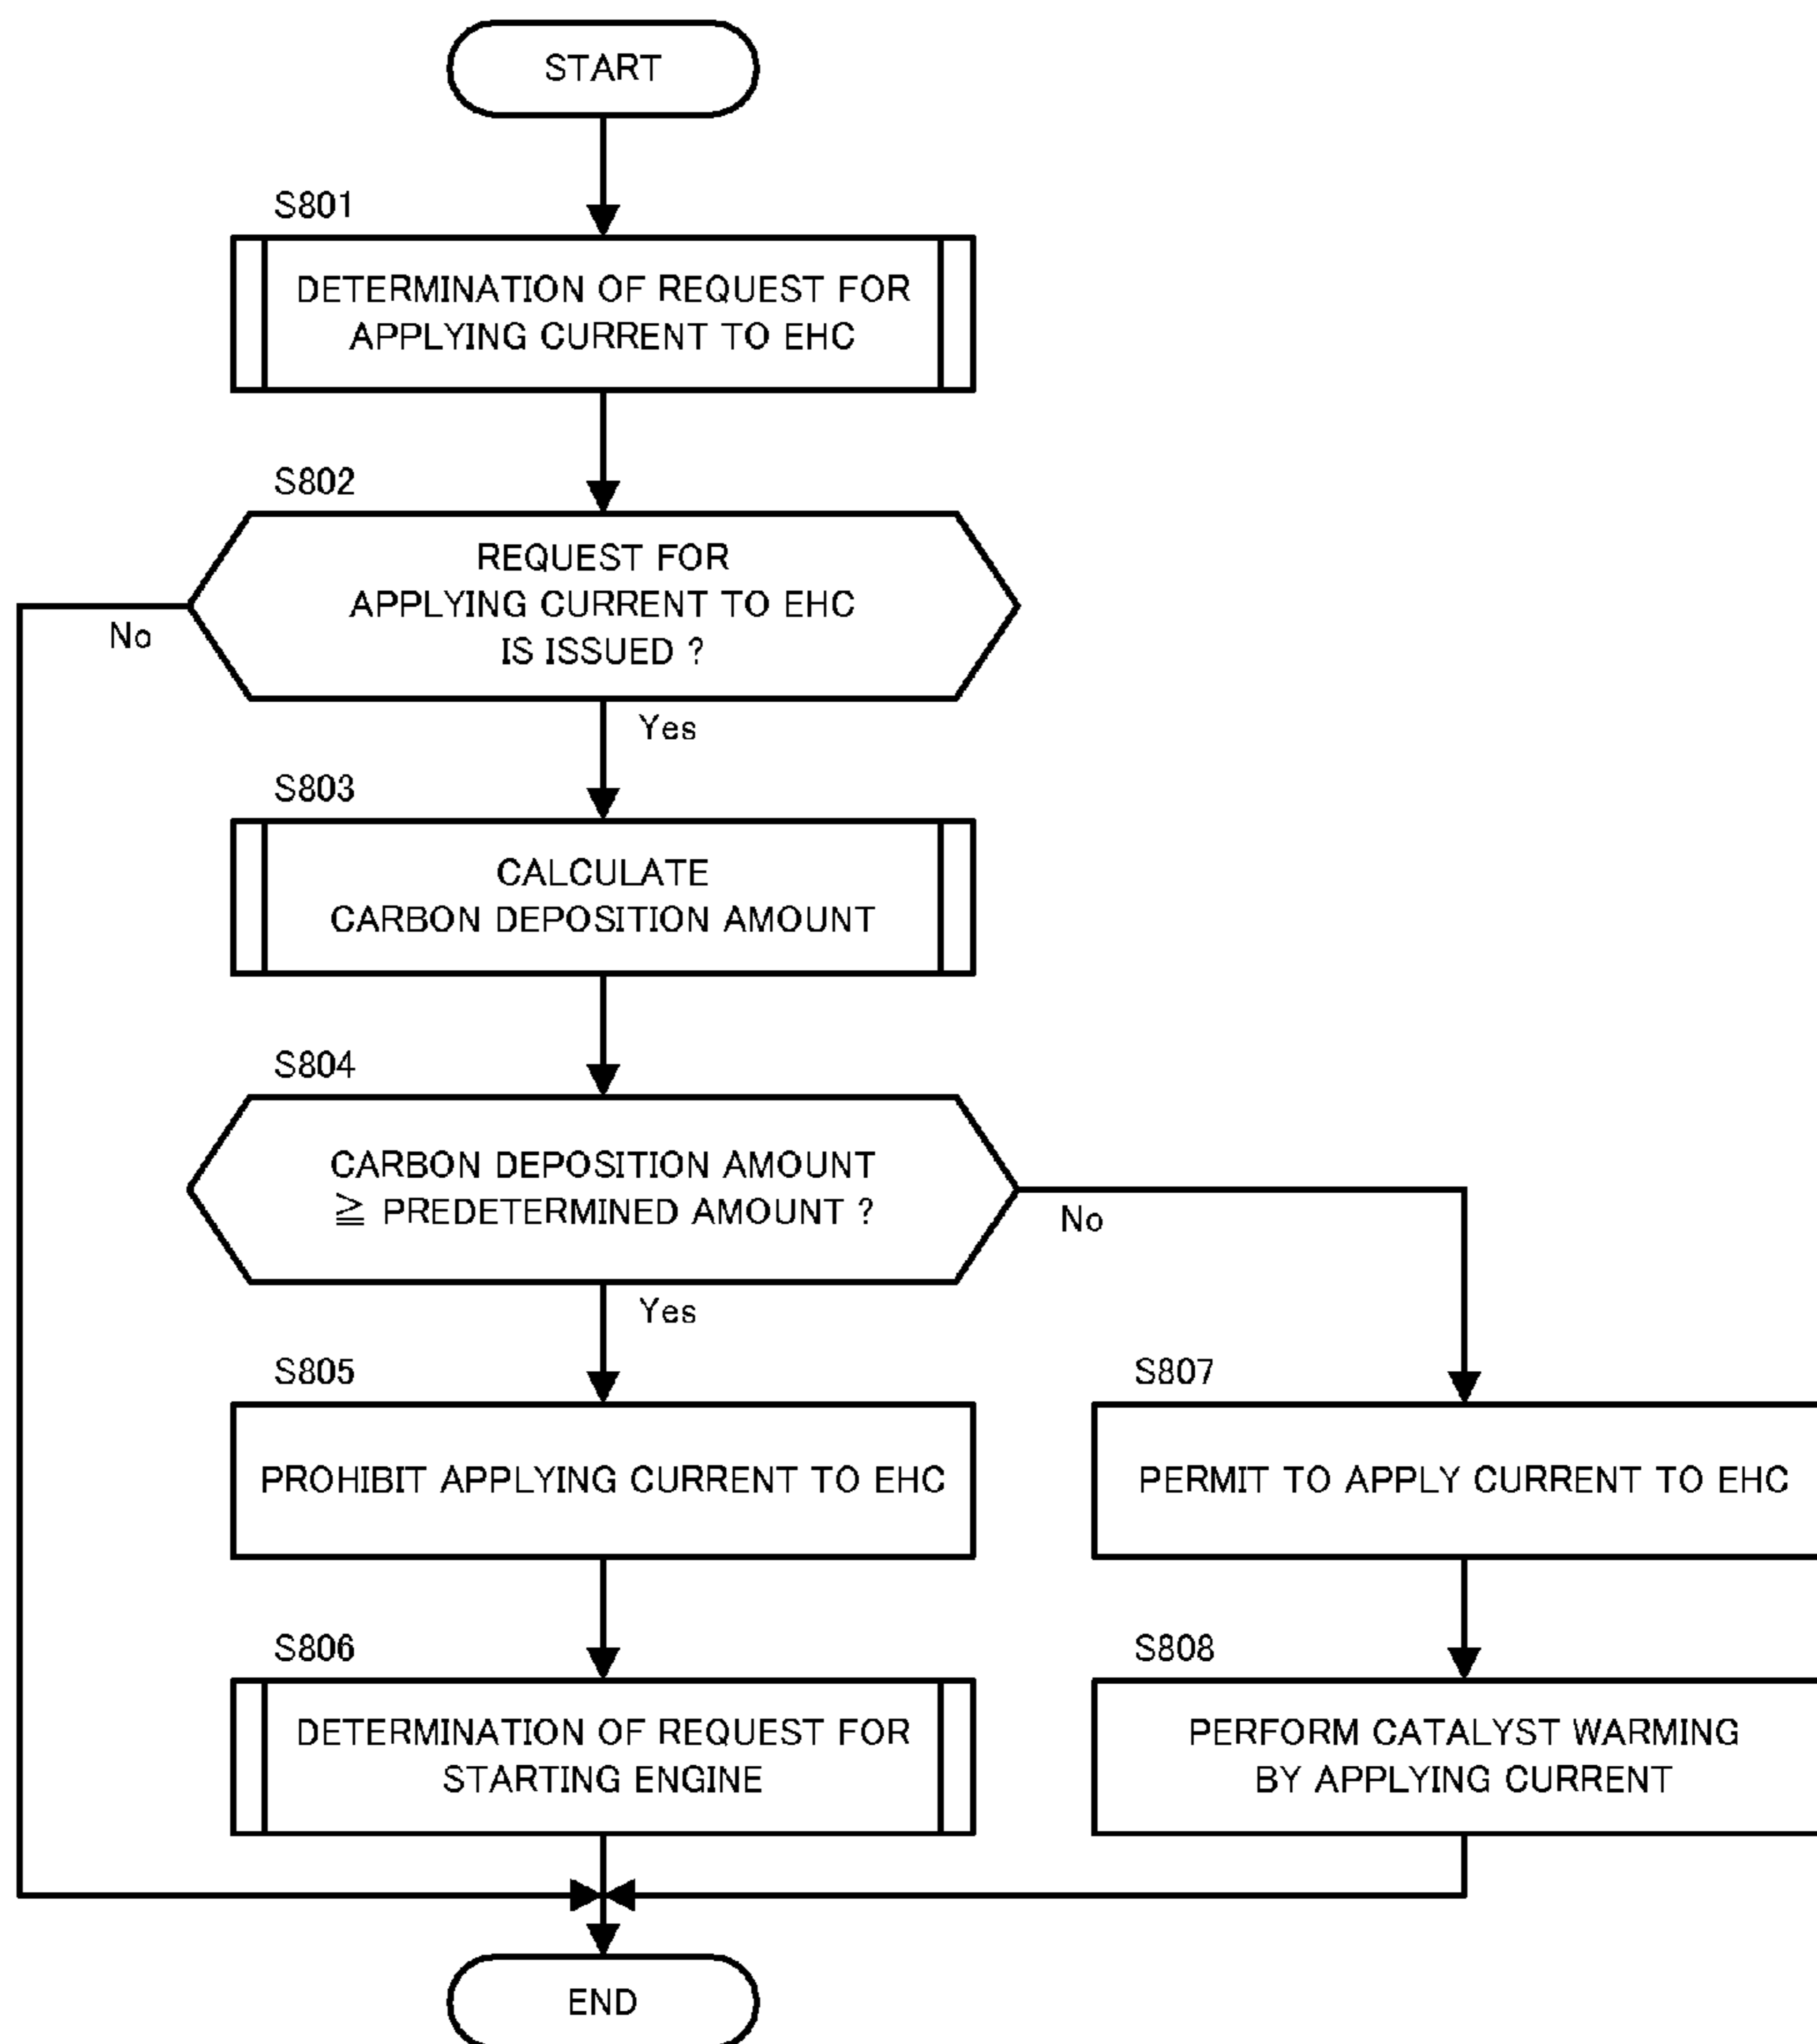 START
S801
DETERMINATION OF REQUEST FOR
APPLYING CURRENT TO EHC
S802
REQUEST FOR
APPLYING CURRENT TO EHC
IS ISSUED ?
No
Yes
S803
CALCULATE
CARBON DEPOSITION AMOUNT
S804
CARBON DEPOSITION AMOUNT
≧ PREDETERMINED AMOUNT ?
No
Yes
S805
PROHIBIT APPLYING CURRENT TO EHC
S807
PERMIT TO APPLY CURRENT TO EHC
S806
DETERMINATION OF REQUEST FOR
STARTING ENGINE
S808
PERFORM CATALYST WARMING
BY APPLYING CURRENT
END